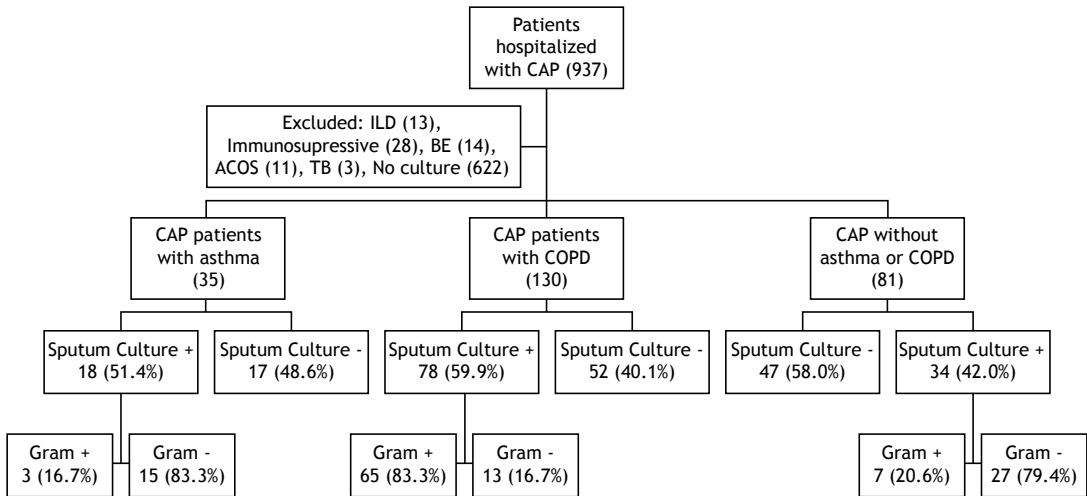 Patients
hospitalized
with CAP (937)
Excluded: ILD (13),
Immunosupressive (28), BE (14),
ACOS (11), TB (3), No culture (622)
CAP patients
with asthma
(35)
CAP patients
with COPD
(130)
CAP without
asthma or COPD
(81)
Sputum Culture +
18 (51.4%)
Sputum Culture -
17 (48.6%)
Sputum Culture +
78 (59.9%)
Sputum Culture -
52 (40.1%)
Sputum Culture -
47 (58.0%)
Sputum Culture +
34 (42.0%)
Gram +
3 (16.7%)
Gram -
15 (83.3%)
Gram +
65 (83.3%)
Gram -
13 (16.7%)
Gram +
7 (20.6%)
Gram -
27 (79.4%)